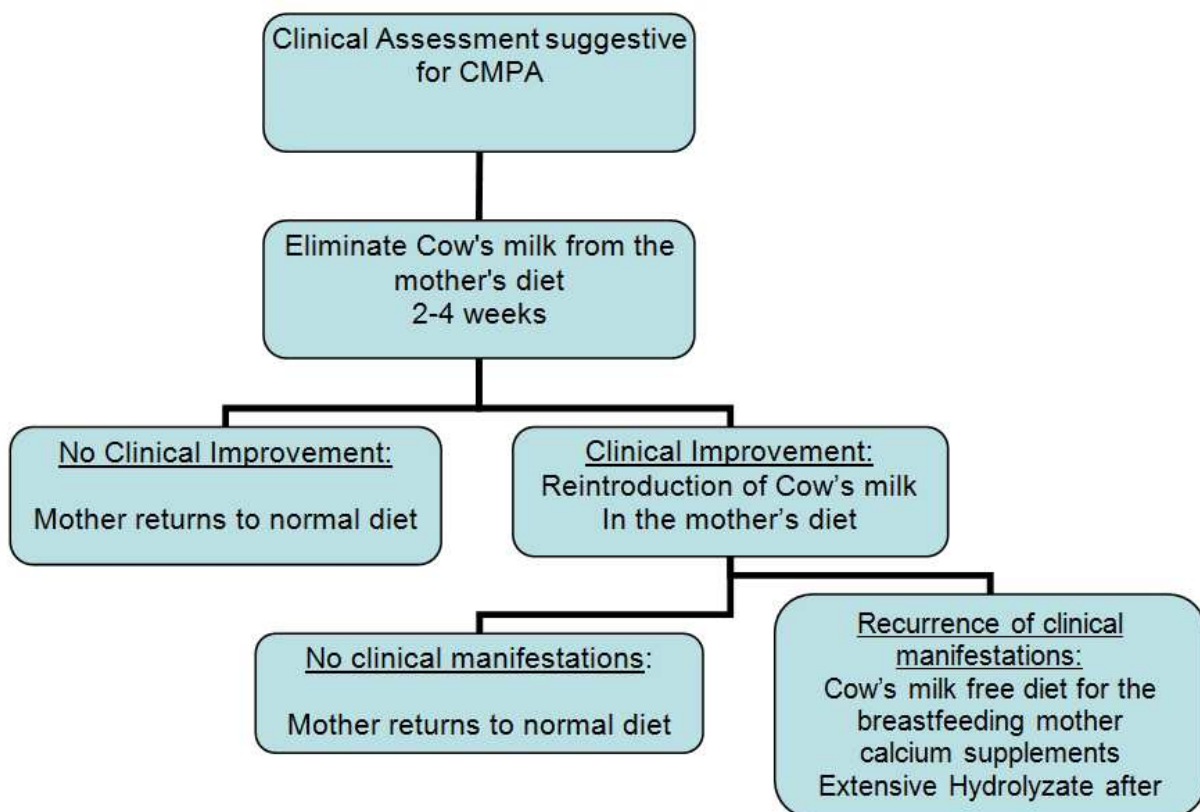 Clinical Assessment suggestive
for CMPA
Eliminate Cow's milk from the
mother's diet
2-4 weeks
No Clinical Improvement:
Mother returns to normal diet
Clinical Improvement:
Reintroduction of Cow’s milk
In the mother’s diet
No clinical manifestations:
Mother returns to normal diet
Recurrence of clinical
manifestations:
Cow’s milk free diet for the
breastfeeding mother
calcium supplements
Extensive Hydrolyzate after